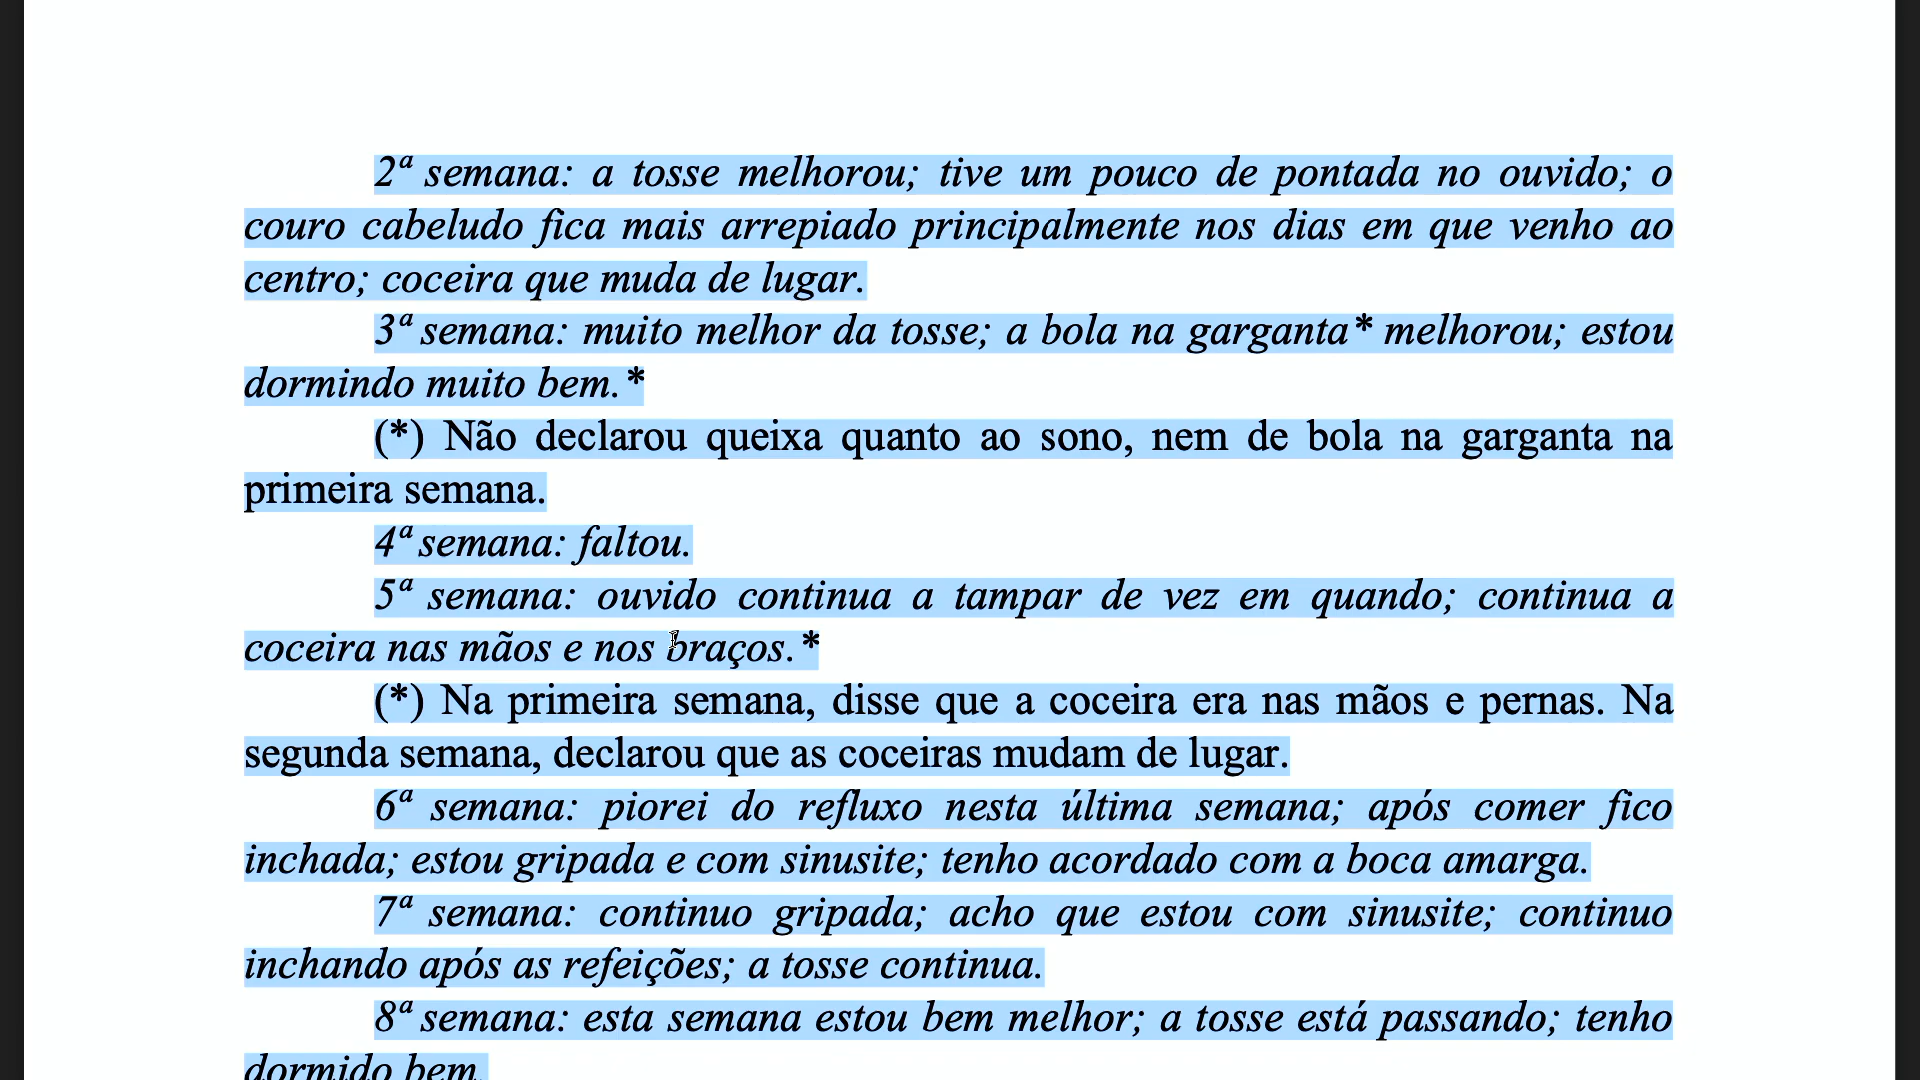 2ª semana: a tosse melhorou; tive um pouco de pontada no ouvido; o
couro cabeludo fica mais arrepiado principalmente nos dias em que venho ao
centro; coceira que muda de lugar.
3ª semana: muito melhor da tosse; a bola na garganta* melhorou; estou
dormindo muito bem.*
(*) Não declarou queixa quanto ao sono, nem de bola na garganta na
primeira semana.
4ª semana: faltou.
5ª semana: ouvido continua a tampar de vez em quando; continua a
coceira nas mãos e nos braços.*
(*) Na primeira semana, disse que a coceira era nas mãos e pernas. Na
segunda semana, declarou que as coceiras mudam de lugar.
6ª semana: piorei do refluxo nesta última semana; após comer fico
inchada; estou gripada e com sinusite; tenho acordado com a boca amarga.
7ª semana: continuo gripada; acho que estou com sinusite; continuo
inchando após as refeições; a tosse continua.
8ª semana: esta semana estou bem melhor; a tosse está passando; tenho
dormido bem.